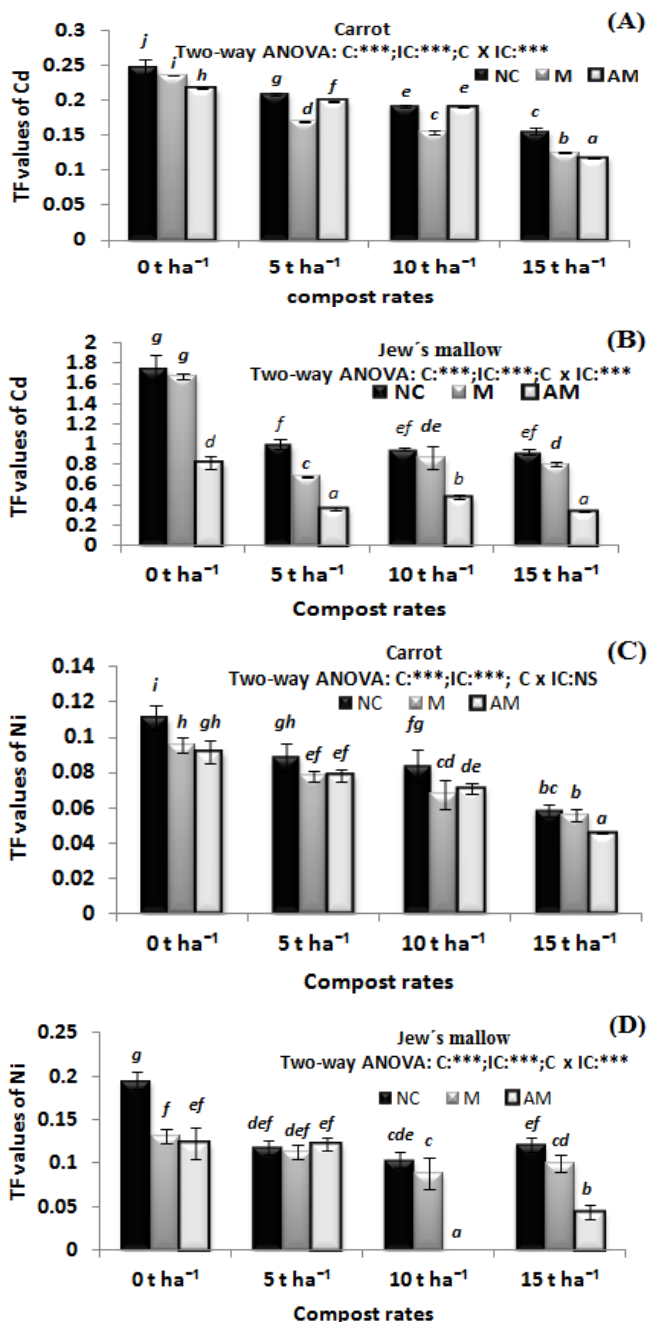 (A)
Carrot
Two-way ANOVA: C:***;IC:***;C X IC:***
NC M AM
TF values of Cd
0.3
0.25
0.2
0.15
0.1
0.05
0
j i h g d f e c e c b a
0 t ha⁻¹ 5 t ha⁻¹ 10 t ha⁻¹ 15 t ha⁻¹
compost rates
(B)
Jew´s mallow
Two-way ANOVA: C:***;IC:***;C x IC:***
NC M AM
TF values of Cd
2
1.8
1.6
1.4
1.2
1
0.8
0.6
0.4
0.2
0
g g d f c a ef de b ef d a
0 t ha⁻¹ 5 t ha⁻¹ 10 t ha⁻¹ 15 t ha⁻¹
Compost rates
(C)
Carrot
Two-way ANOVA: C:***;IC:***; C x IC:NS
NC M AM
TF values of Ni
0.14
0.12
0.1
0.08
0.06
0.04
0.02
0
i h gh gh ef ef fg cd de bc b a
0 t ha⁻¹ 5 t ha⁻¹ 10 t ha⁻¹ 15 t ha⁻¹
Compost rates
(D)
Jew´s mallow
Two-way ANOVA: C:***;IC:***;C x IC:***
NC M AM
TF values of Ni
0.25
0.2
0.15
0.1
0.05
0
g f ef def def ef cde c a ef cd b
0 t ha⁻¹ 5 t ha⁻¹ 10 t ha⁻¹ 15 t ha⁻¹
Compost rates